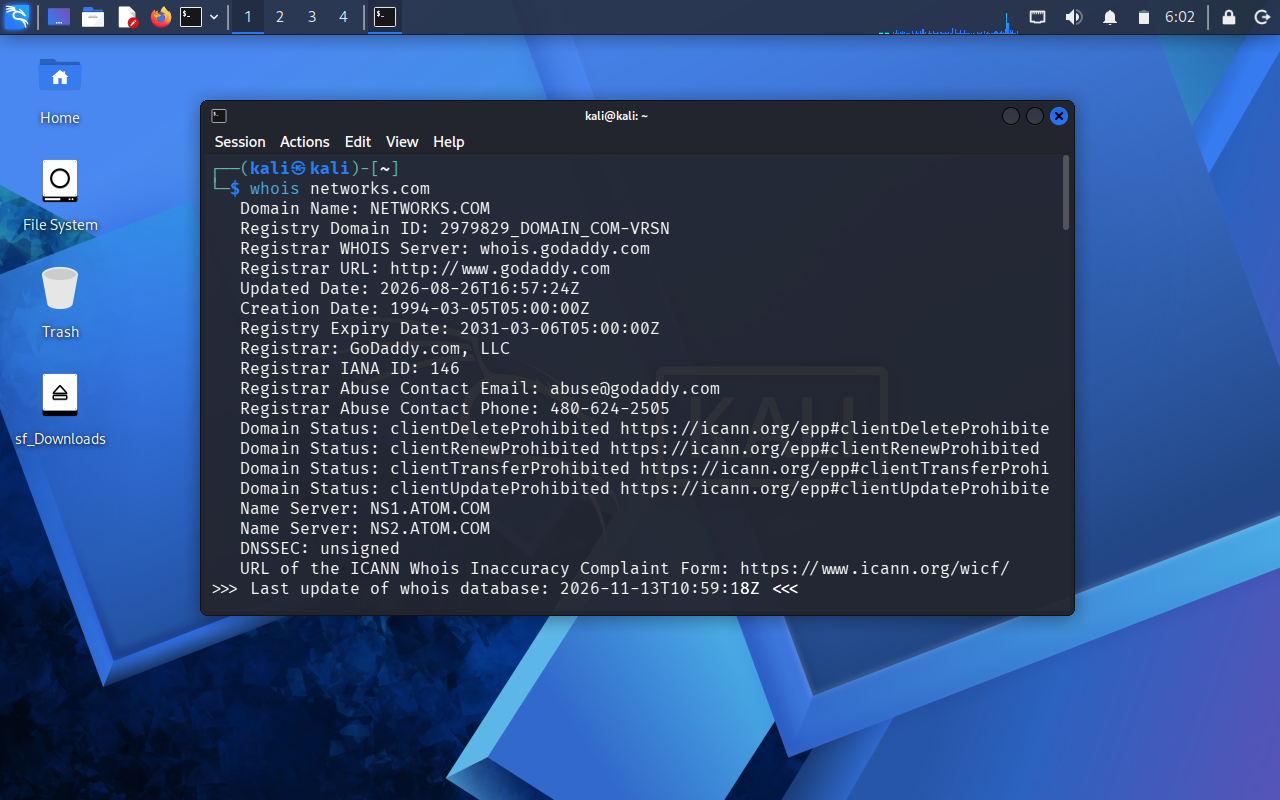 1 2 3 4 6:02
Home
File System
Trash
sf_Downloads
kali@kali: ~
Session Actions Edit View Help
┌──(kali㉿kali)-[~]
└─$ whois networks.com
Domain Name: NETWORKS.COM
Registry Domain ID: 2979829_DOMAIN_COM-VRSN
Registrar WHOIS Server: whois.godaddy.com
Registrar URL: http://www.godaddy.com
Updated Date: 2026-08-26T16:57:24Z
Creation Date: 1994-03-05T05:00:00Z
Registry Expiry Date: 2031-03-06T05:00:00Z
Registrar: GoDaddy.com, LLC
Registrar IANA ID: 146
Registrar Abuse Contact Email: abuse@godaddy.com
Registrar Abuse Contact Phone: 480-624-2505
Domain Status: clientDeleteProhibited https://icann.org/epp#clientDeleteProhibite
Domain Status: clientRenewProhibited https://icann.org/epp#clientRenewProhibited
Domain Status: clientTransferProhibited https://icann.org/epp#clientTransferProhi
Domain Status: clientUpdateProhibited https://icann.org/epp#clientUpdateProhibite
Name Server: NS1.ATOM.COM
Name Server: NS2.ATOM.COM
DNSSEC: unsigned
URL of the ICANN Whois Inaccuracy Complaint Form: https://www.icann.org/wicf/
>>> Last update of whois database: 2026-11-13T10:59:18Z <<<
KALI